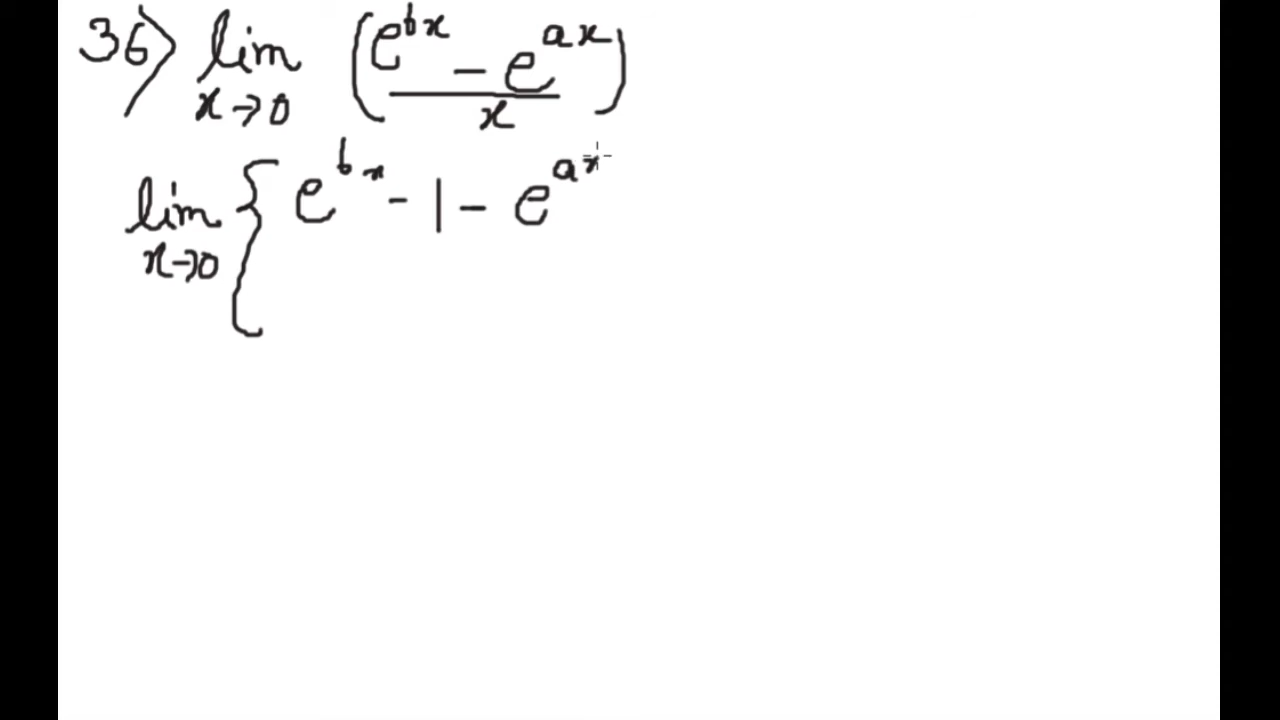 36) lim x→0 (e^{bx} - e^{ax} / x)
lim x→0 { e^{bx} - 1 - e^{ax}